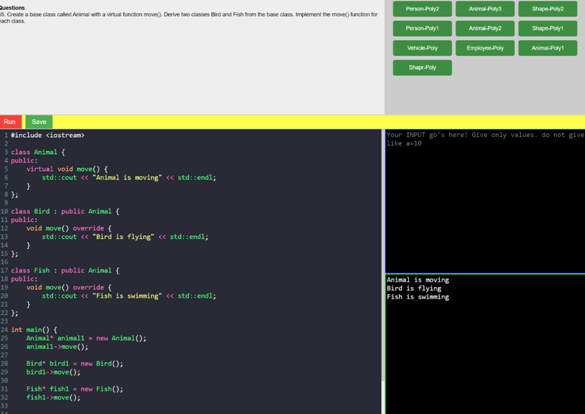 Questions
5. Create a base class called Animal with a virtual function move(). Derive two classes Bird and Fish from the base class. Implement the move() function for
each class.
Person-Poly2 Animal-Poly3 Shape-Poly2
Person-Poly1 Animal-Poly2 Shape-Poly1
Vehicle-Poly Employee-Poly Animal-Poly1
Shapr-Poly
Run Save
1 #include <iostream>
2
3 class Animal {
4 public:
5     virtual void move() {
6         std::cout << "Animal is moving" << std::endl;
7     }
8 };
9
10 class Bird : public Animal {
11 public:
12     void move() override {
13         std::cout << "Bird is flying" << std::endl;
14     }
15 };
16
17 class Fish : public Animal {
18 public:
19     void move() override {
20         std::cout << "Fish is swimming" << std::endl;
21     }
22 };
23
24 int main() {
25     Animal* animal1 = new Animal();
26     animal1->move();
27
28     Bird* bird1 = new Bird();
29     bird1->move();
30
31     Fish* fish1 = new Fish();
32     fish1->move();
33
Your INPUT go's here! Give only values. do not give
like a=10
Animal is moving
Bird is flying
Fish is swimming